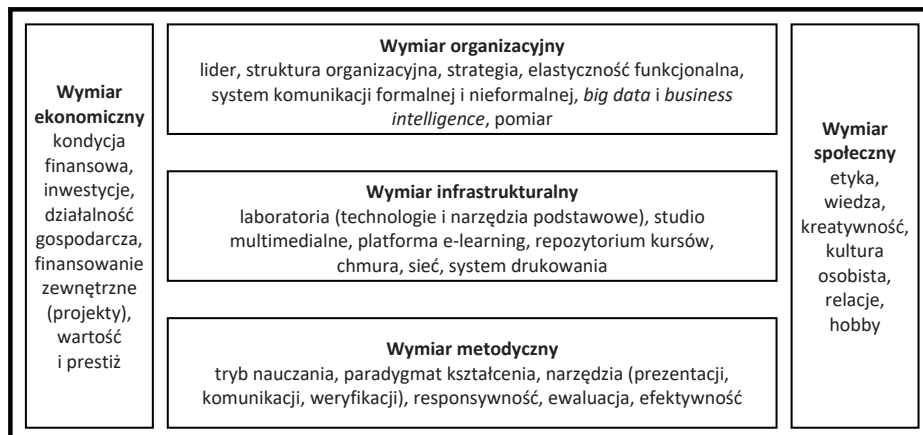 Wymiar
ekonomiczny
kondycja
finansowa,
inwestycje,
działalność
gospodarcza,
finansowanie
zewnętrzne
(projekty),
wartość
i prestiż
Wymiar organizacyjny
lider, struktura organizacyjna, strategia, elastyczność funkcjonalna,
system komunikacji formalnej i nieformalnej, big data i business
intelligence, pomiar
Wymiar infrastrukturalny
laboratoria (technologie i narzędzia podstawowe), studio
multimedialne, platforma e-learning, repozytorium kursów,
chmura, sieć, system drukowania
Wymiar metodyczny
tryb nauczania, paradygmat kształcenia, narzędzia (prezentacji,
komunikacji, weryfikacji), responsywność, ewaluacja, efektywność
Wymiar
społeczny
etyka,
wiedza,
kreatywność,
kultura
osobista,
relacje,
hobby